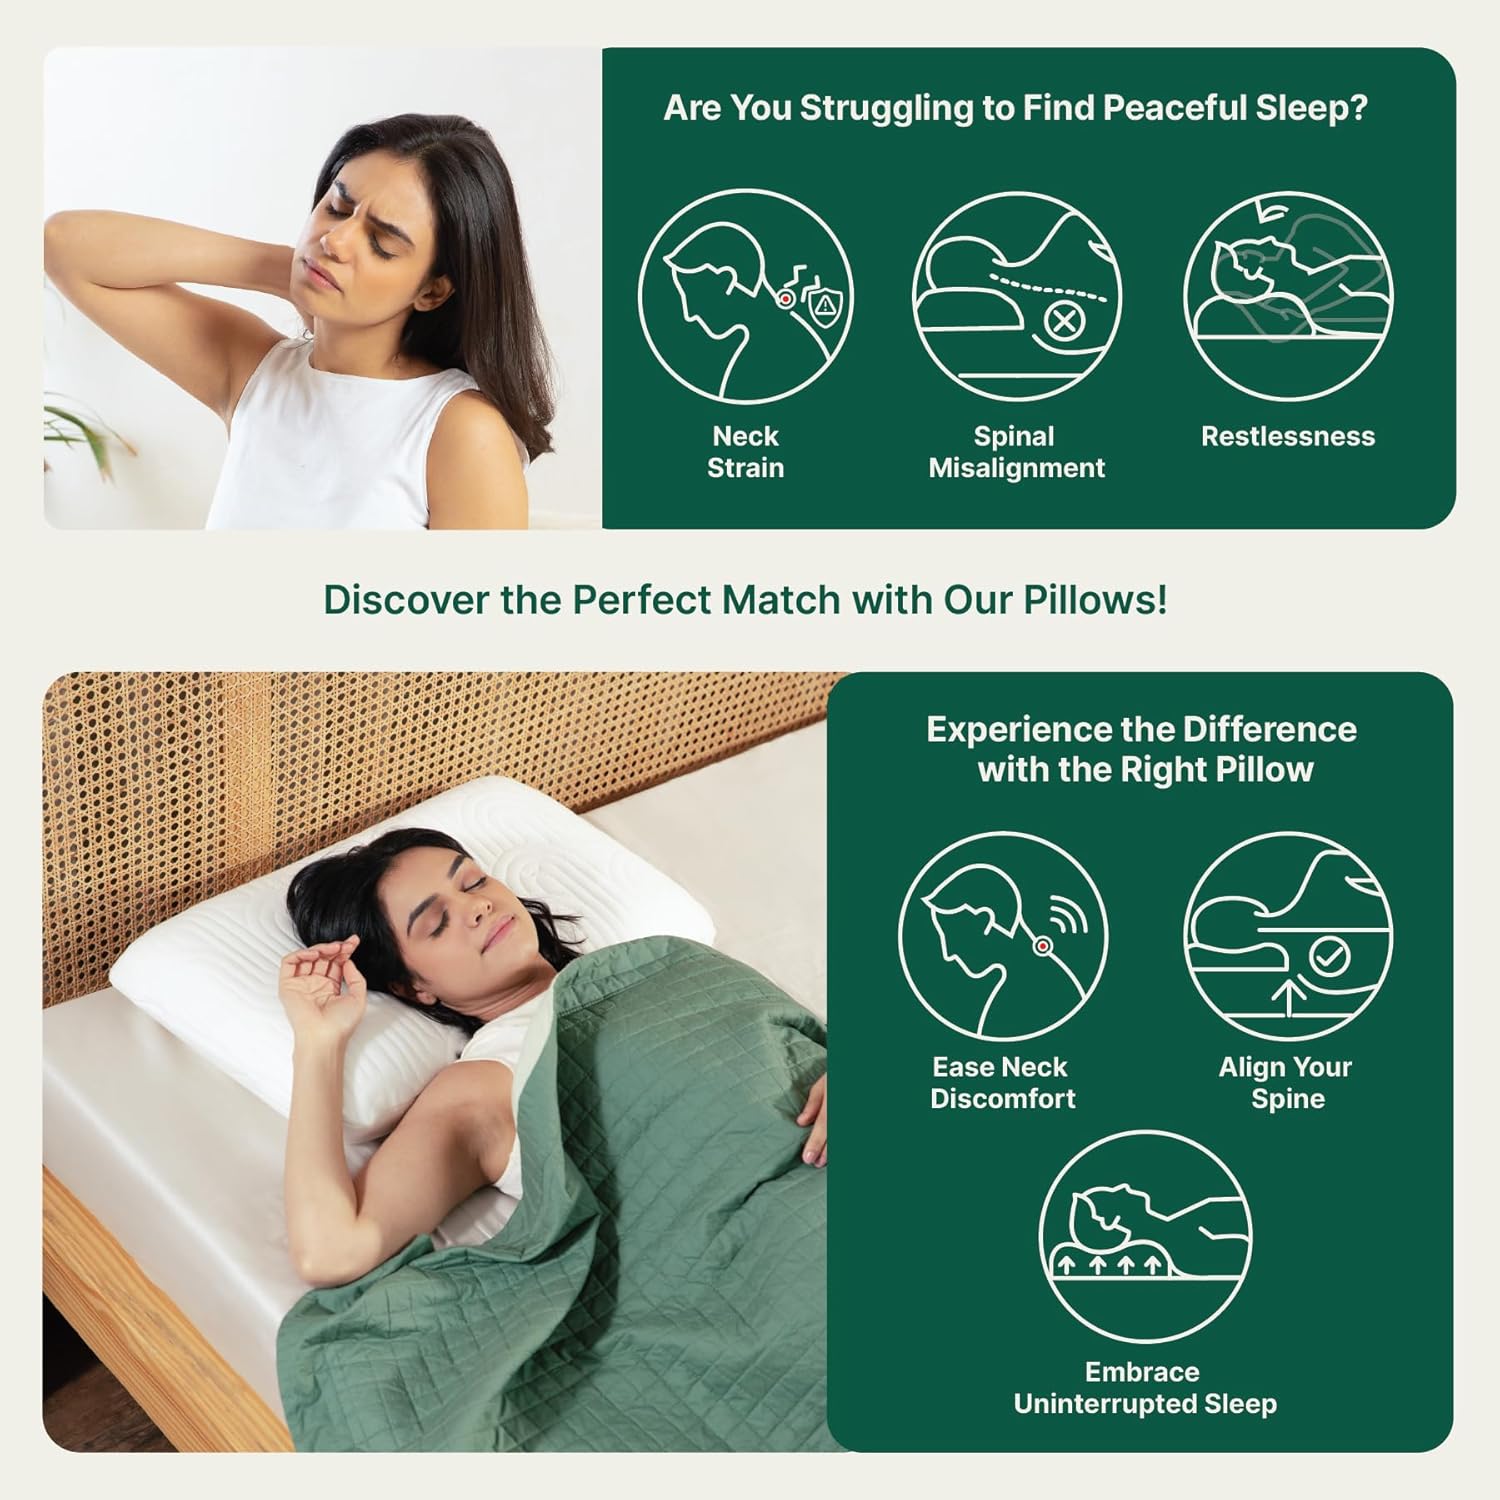 Are You Struggling to Find Peaceful Sleep?
Neck
Strain
Spinal
Misalignment
Restlessness
Discover the Perfect Match with Our Pillows!
Experience the Difference
with the Right Pillow
Ease Neck
Discomfort
Align Your
Spine
Embrace
Uninterrupted Sleep